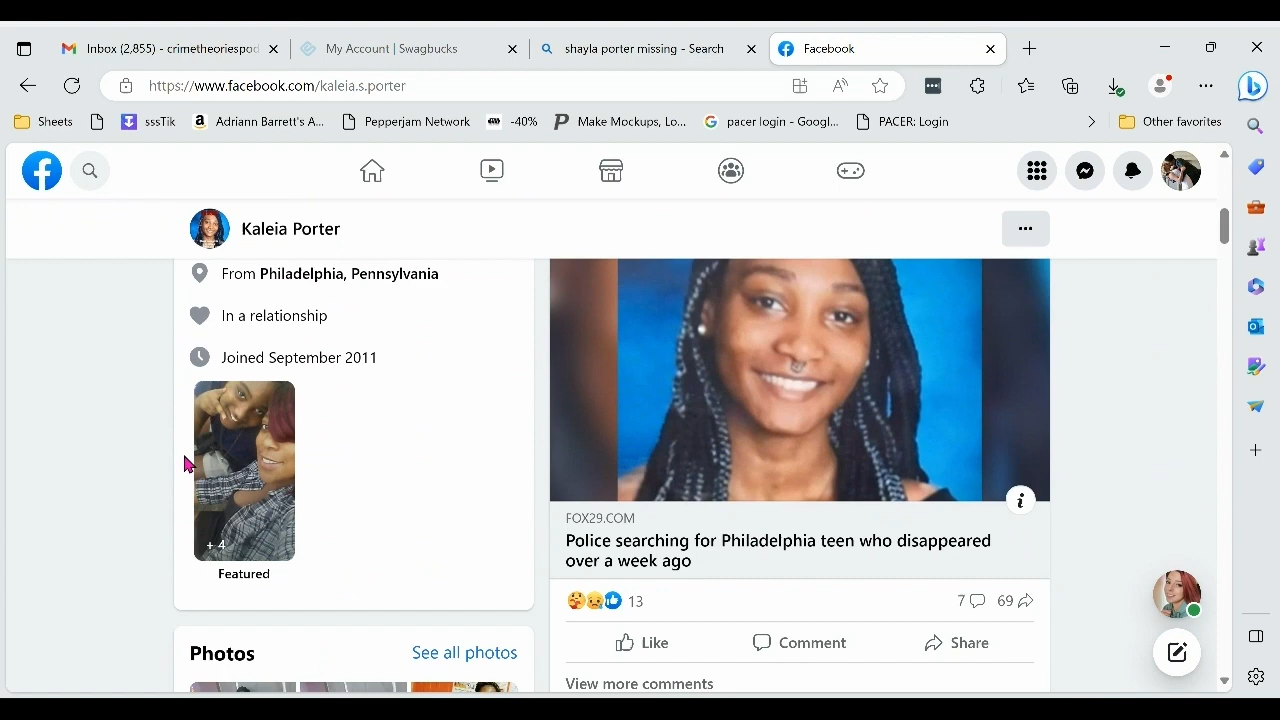 Inbox (2,855) - crimetheoriespod
My Account | Swagbucks
shayla porter missing - Search
Facebook
https://www.facebook.com/kaleia.s.porter
Sheets
sssTik
Adriann Barrett's A...
Pepperjam Network
-40%
Make Mockups, Lo...
pacer login - Googl...
PACER: Login
Other favorites
Kaleia Porter
From Philadelphia, Pennsylvania
In a relationship
Joined September 2011
+ 4
Featured
Photos
See all photos
FOX29.COM
Police searching for Philadelphia teen who disappeared
over a week ago
13
7
69
Like
Comment
Share
View more comments